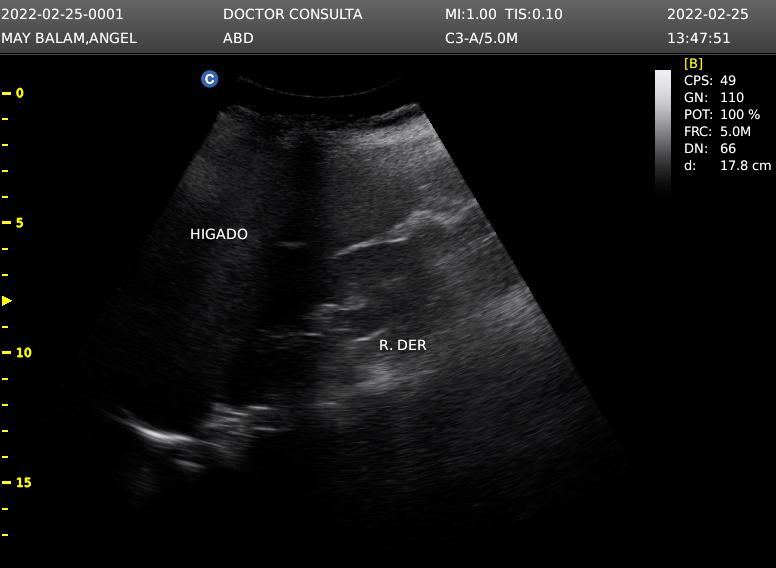 2022-02-25-0001 DOCTOR CONSULTA MI:1.00 TIS:0.10 2022-02-25
MAY BALAM,ANGEL ABD C3-A/5.0M 13:47:51
C
[B]
CPS: 49
GN: 110
POT: 100 %
FRC: 5.0M
DN: 66
d: 17.8 cm
0
5
10
15
HIGADO
R. DER